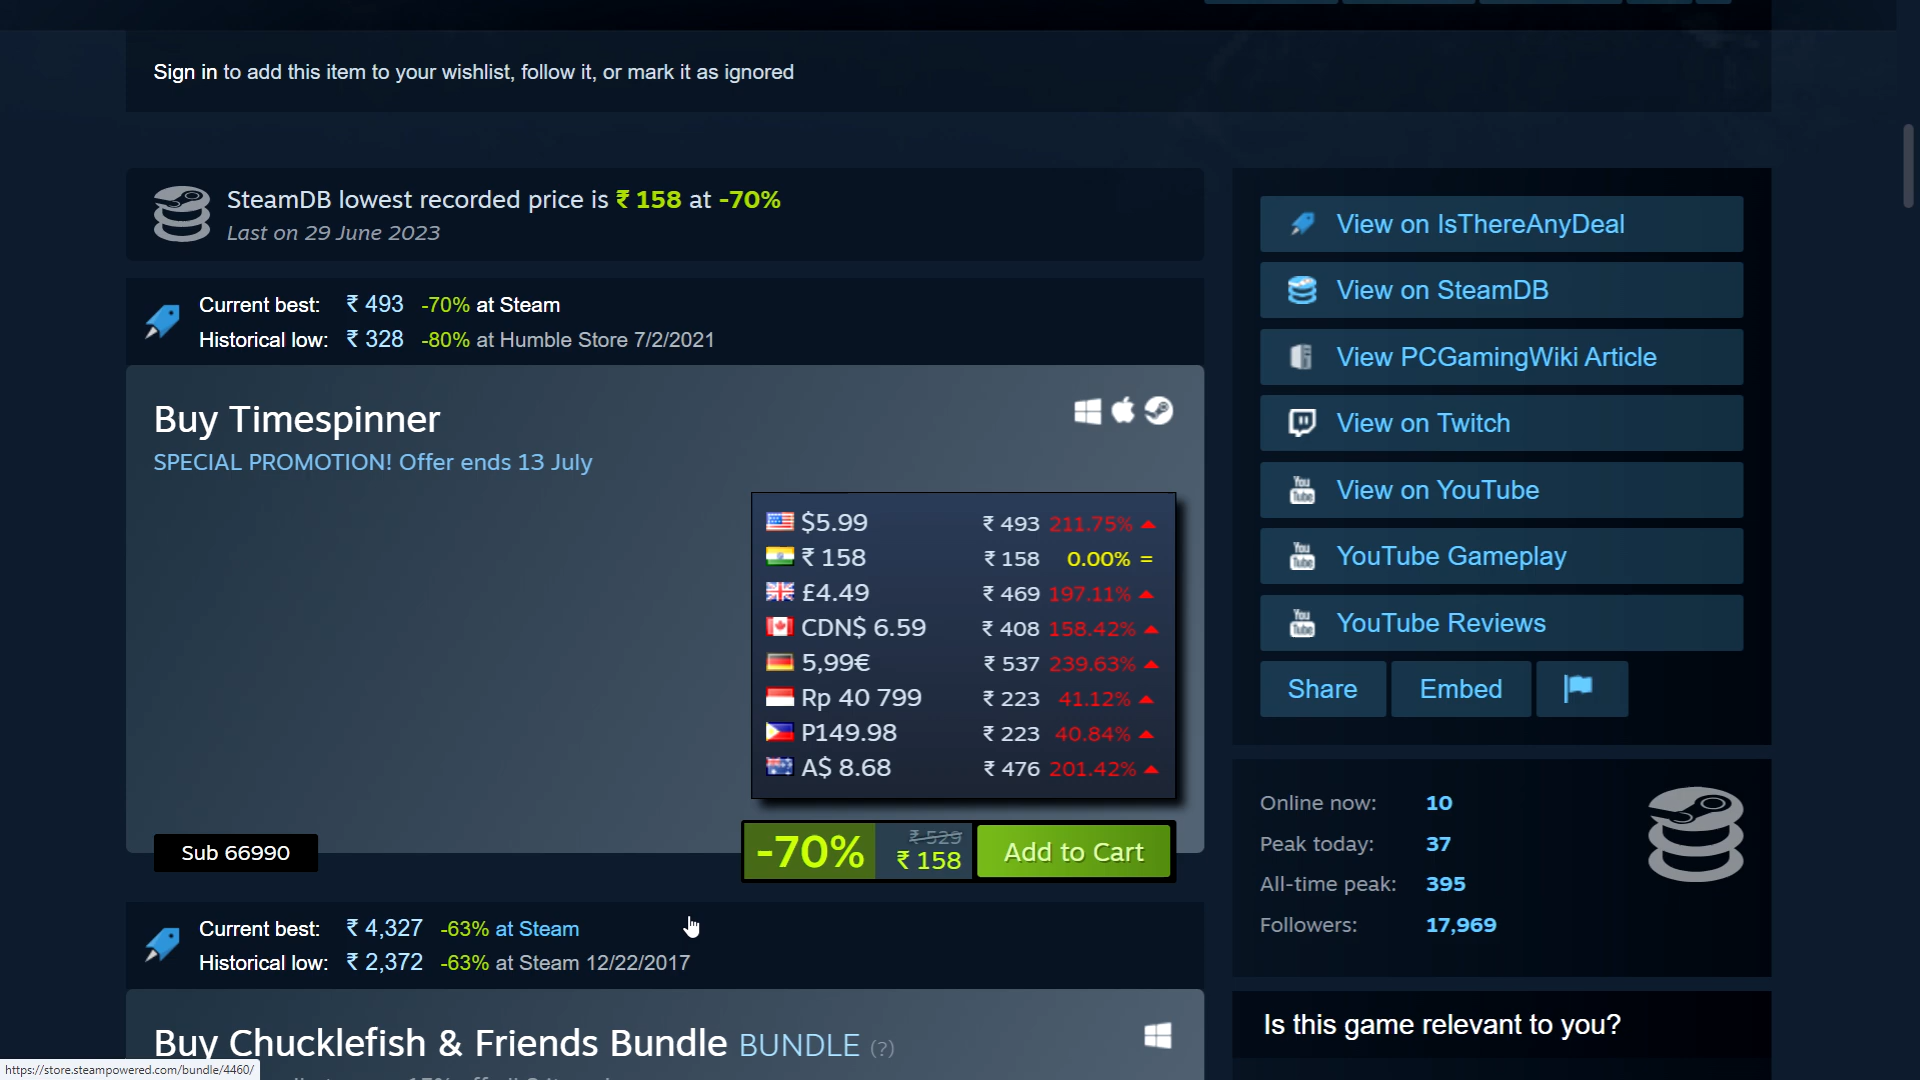 Sign in to add this item to your wishlist, follow it, or mark it as ignored
SteamDB lowest recorded price is ₹ 158 at -70%
Last on 29 June 2023
Current best: ₹ 493 -70% at Steam
Historical low: ₹ 328 -80% at Humble Store 7/2/2021
Buy Timespinner
SPECIAL PROMOTION! Offer ends 13 July
$5.99 ₹ 493 211.75%
₹ 158 ₹ 158 0.00% =
£4.49 ₹ 469 197.11%
CDN$ 6.59 ₹ 408 158.42%
5,99€ ₹ 537 239.63%
Rp 40 799 ₹ 223 41.12%
P149.98 ₹ 223 40.84%
A$ 8.68 ₹ 476 201.42%
Sub 66990
-70%
₹ 529
₹ 158
Add to Cart
Current best: ₹ 4,327 -63% at Steam
Historical low: ₹ 2,372 -63% at Steam 12/22/2017
Buy Chucklefish & Friends Bundle BUNDLE (?)
https://store.steampowered.com/bundle/4460/
View on IsThereAnyDeal
View on SteamDB
View PCGamingWiki Article
View on Twitch
You Tube View on YouTube
You Tube YouTube Gameplay
You Tube YouTube Reviews
Share Embed
Online now: 10
Peak today: 37
All-time peak: 395
Followers: 17,969
Is this game relevant to you?